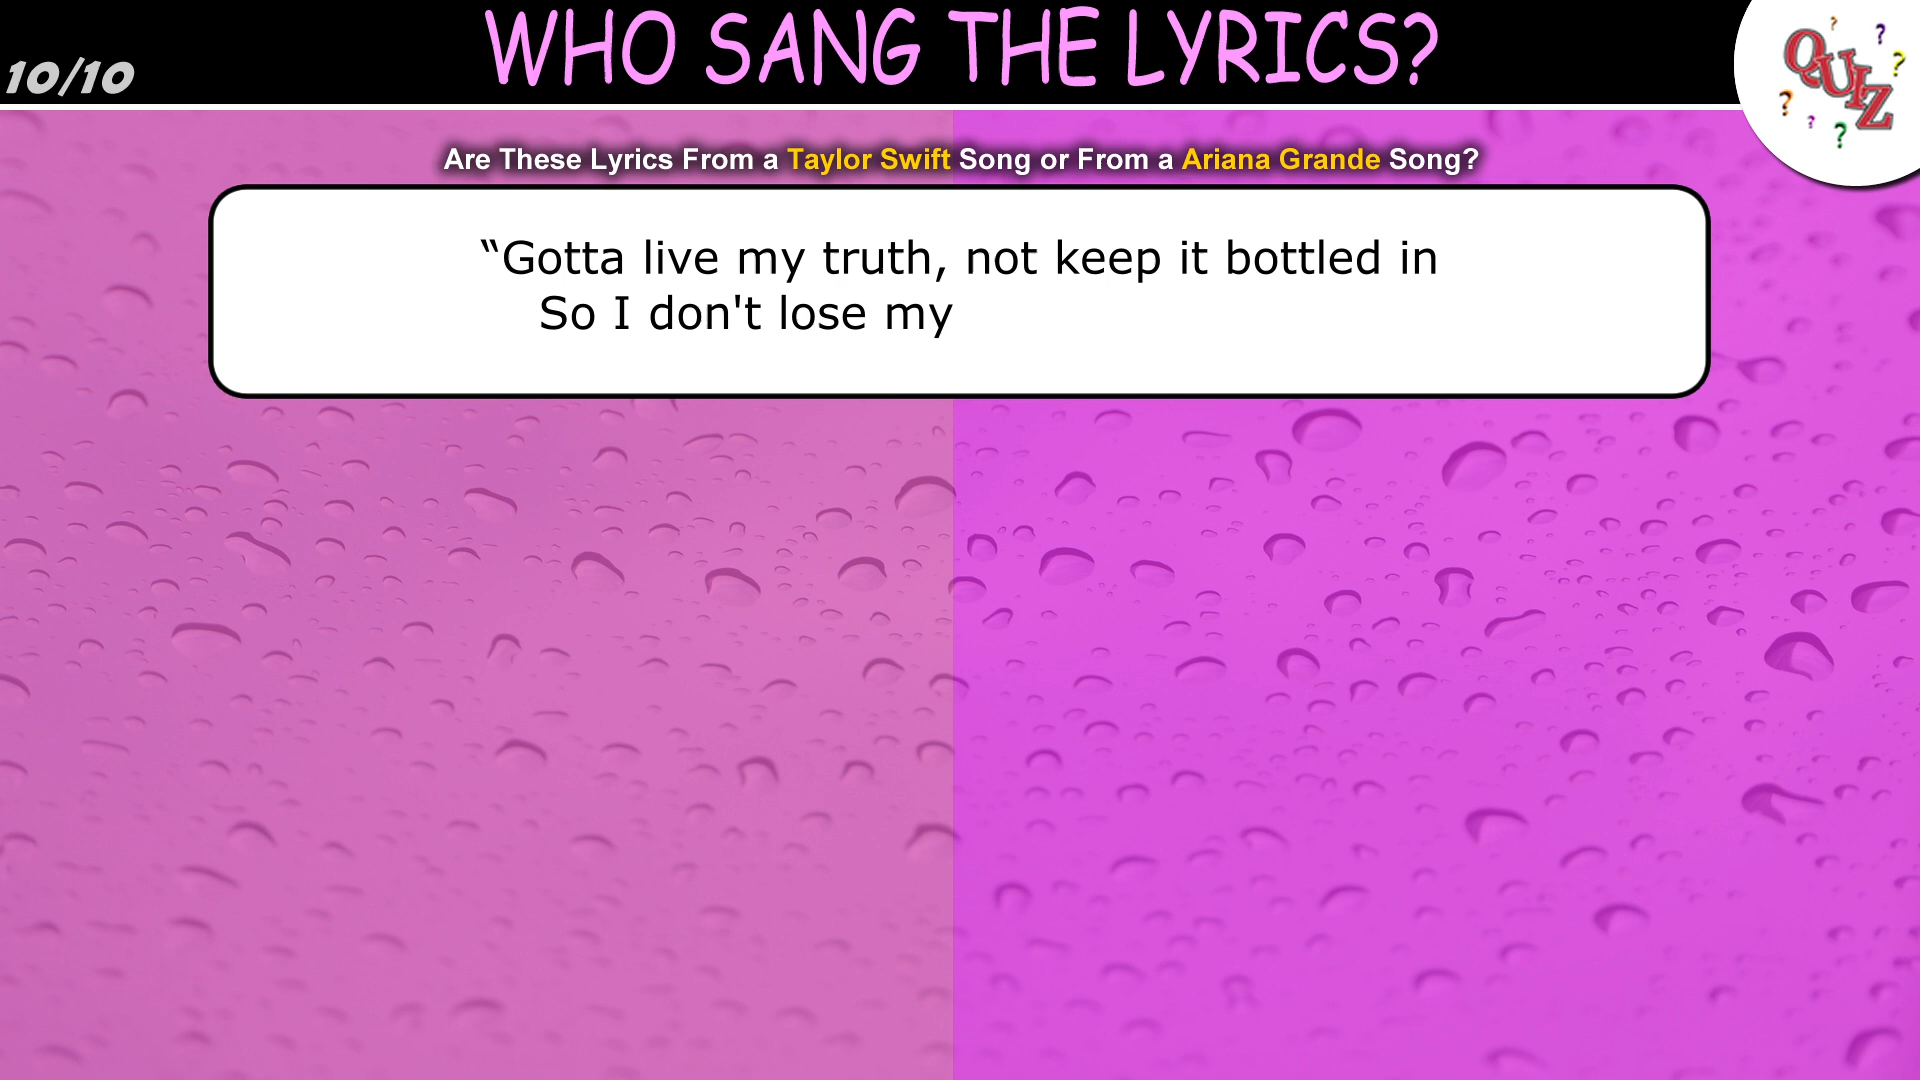 WHO SANG THE LYRICS?
10/10
QUIZ
Are These Lyrics From a Taylor Swift Song or From a Ariana Grande Song?
“Gotta live my truth, not keep it bottled in
So I don't lose my